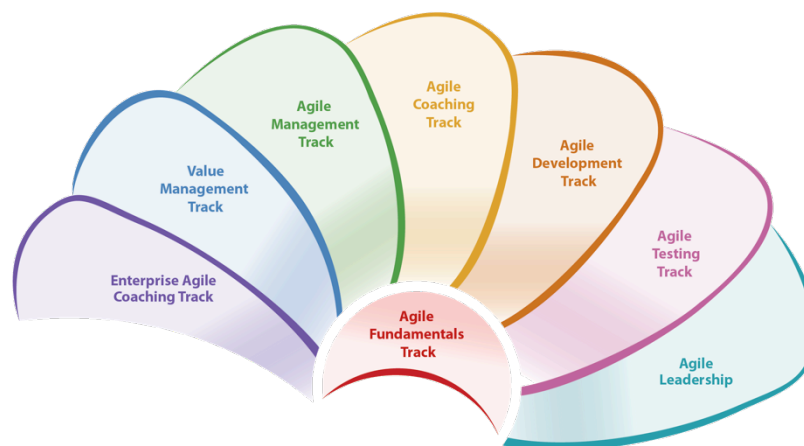 Enterprise Agile
Coaching Track
Value
Management
Track
Agile
Management
Track
Agile
Coaching
Track
Agile
Development
Track
Agile
Testing
Track
Agile
Leadership
Agile
Fundamentals
Track